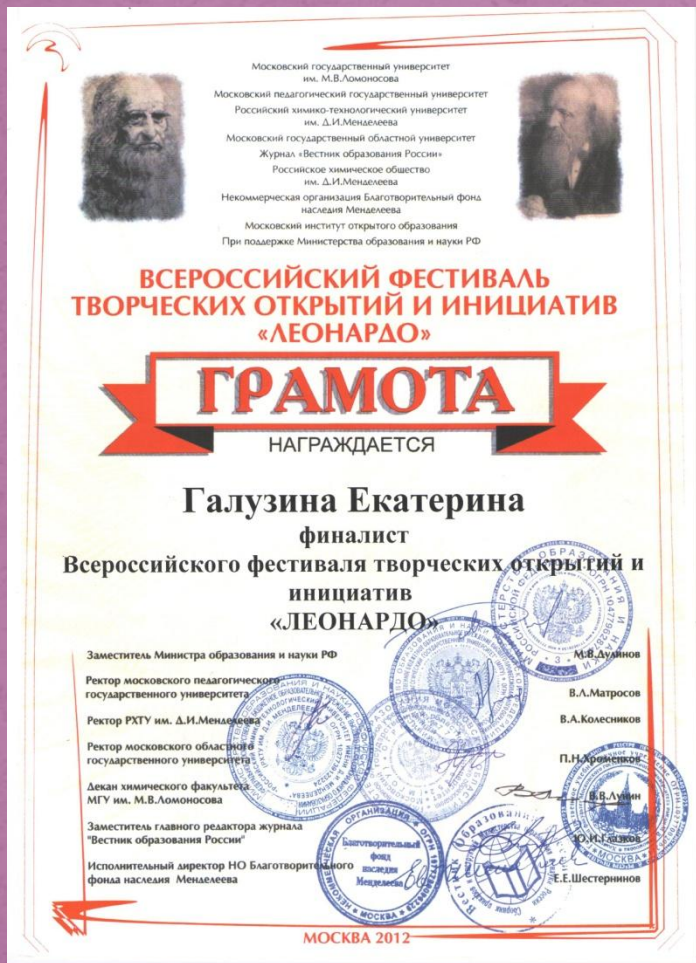 Московский государственный университет
им. М.В.Ломоносова
Московский педагогический государственный университет
Российский химико-технологический университет
им. Д.И.Менделеева
Московский государственный областной университет
Журнал «Вестник образования России»
Российское химическое общество
им. Д.И.Менделеева
Некоммерческая организация Благотворительный фонд
наследия Менделеева
Московский институт открытого образования
При поддержке Министерства образования и науки РФ
ВСЕРОССИЙСКИЙ ФЕСТИВАЛЬ
ТВОРЧЕСКИХ ОТКРЫТИЙ И ИНИЦИАТИВ
«ЛЕОНАРДО»
ГРАМОТА
НАГРАЖДАЕТСЯ
Галузина Екатерина
финалист
Всероссийского фестиваля творческих открытий и
инициатив
«ЛЕОНАРДО»
Заместитель Министра образования и науки РФ М.В.Дулинов
Ректор московского педагогического
государственного университета В.Л.Матросов
Ректор РХТУ им. Д.И.Менделеева В.А.Колесников
Ректор московского областного
государственного университета П.Н.Хроменков
Декан химического факультета
МГУ им. М.В.Ломоносова В.В.Лунин
Заместитель главного редактора журнала
"Вестник образования России" Ю.И.Глазков
Исполнительный директор НО Благотворительного
фонда наследия Менделеева Е.Е.Шестернинов
Благотворительный
фонд
наследия
Менделеева
НЕКОММЕРЧЕСКАЯ ОРГАНИЗАЦИЯ
МОСКВА
МОСКВА
МОСКВА 2012